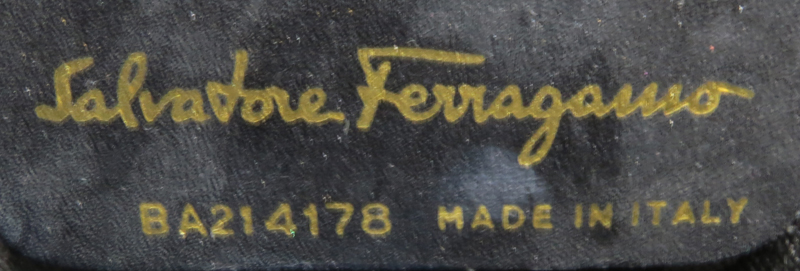 Salvatore Ferragamo
BA214178 MADE IN ITALY